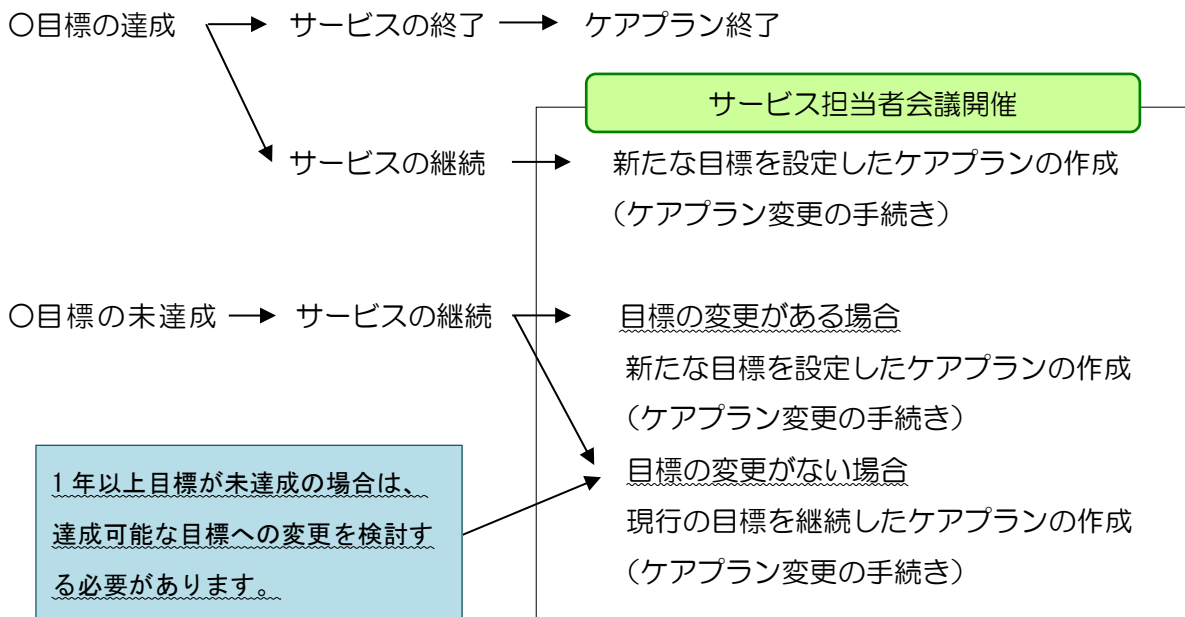 〇目標の達成 サービスの終了 ケアプラン終了
サービス担当者会議開催
サービスの継続 新たな目標を設定したケアプランの作成
（ケアプラン変更の手続き）
〇目標の未達成 サービスの継続 目標の変更がある場合
新たな目標を設定したケアプランの作成
（ケアプラン変更の手続き）
目標の変更がない場合
現行の目標を継続したケアプランの作成
（ケアプラン変更の手続き）
1 年以上目標が未達成の場合は、
達成可能な目標への変更を検討す
る必要があります。